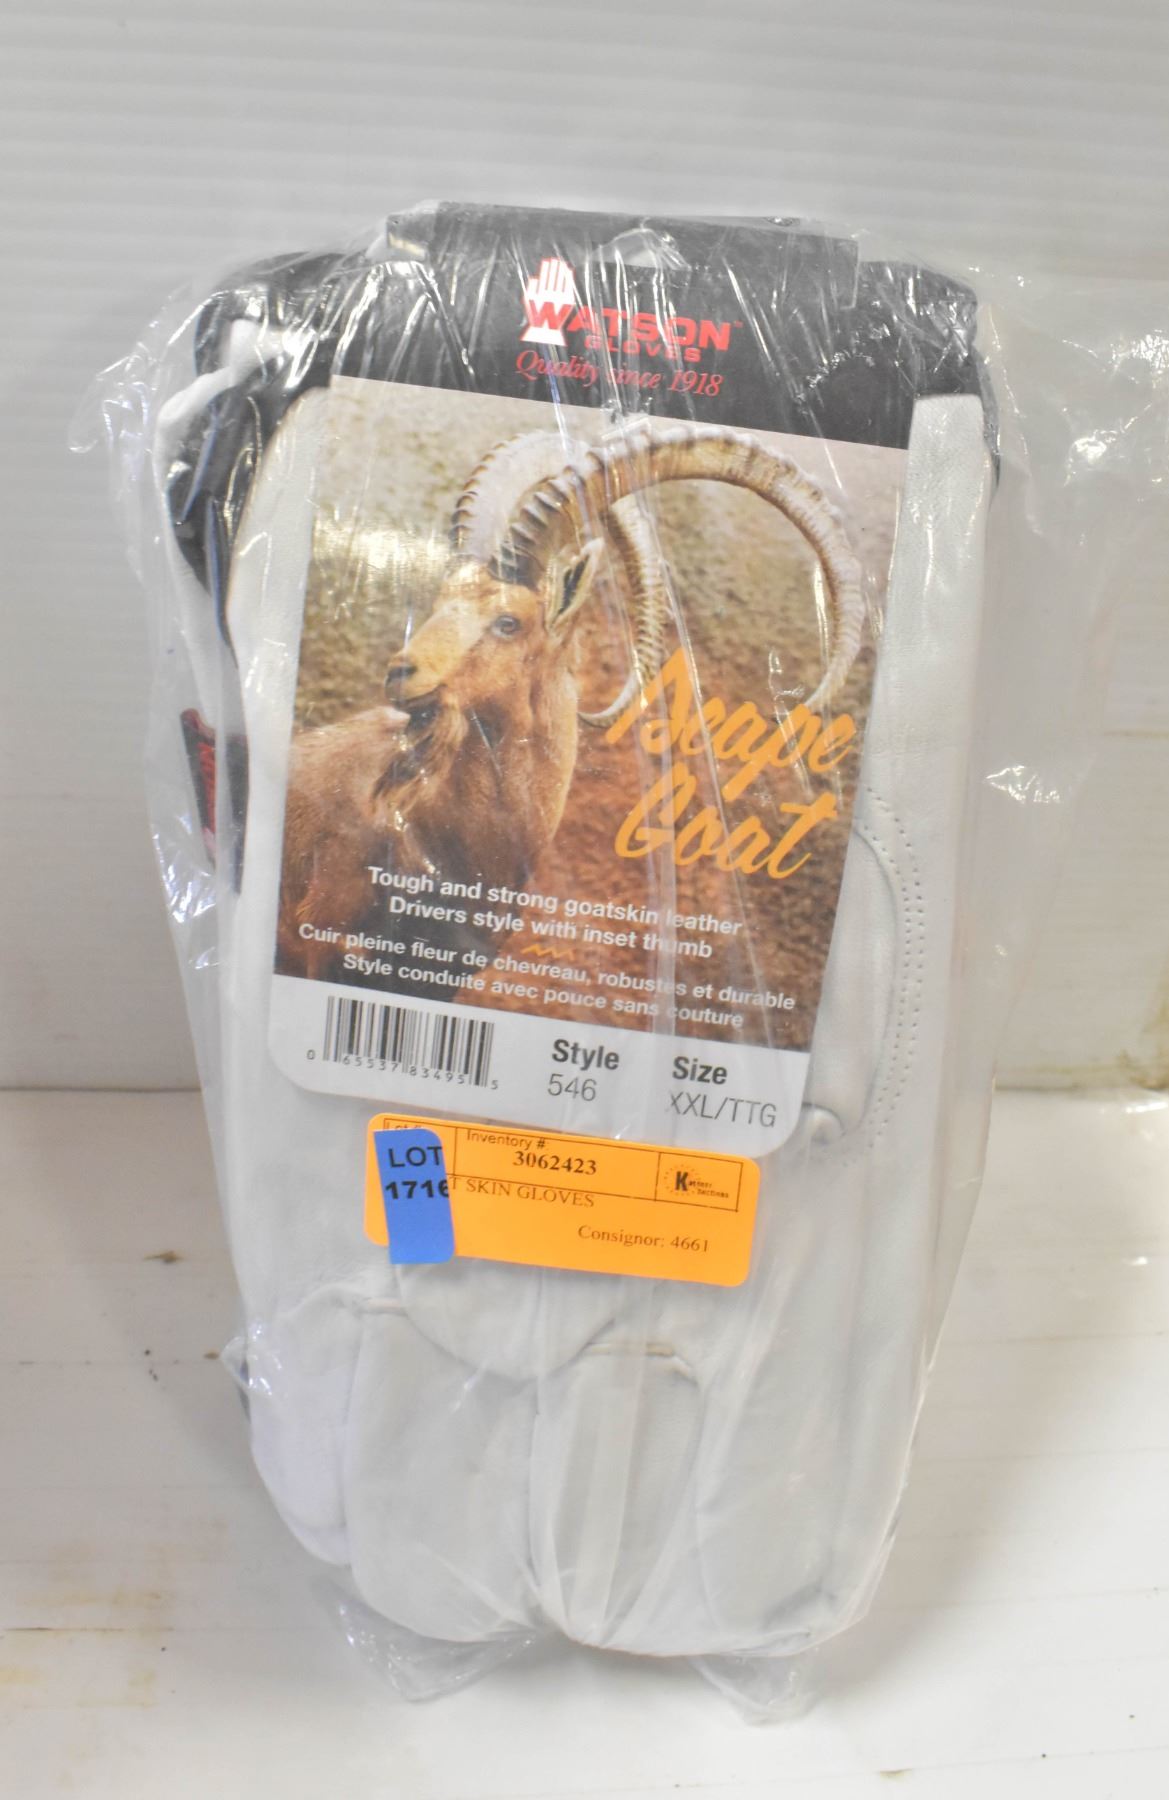 WATSON™
GLOVES
Quality since 1918
Scape
Goat
Tough and strong goatskin leather
Drivers style with inset thumb
Cuir pleine fleur de chevreau, robustes et durable
Style conduite avec pouce sans couture
0 65537 83495 5
Style
546
Size
XXL/TTG
Inventory #:
3062423
LOT
1716
SKIN GLOVES
Consignor: 4661